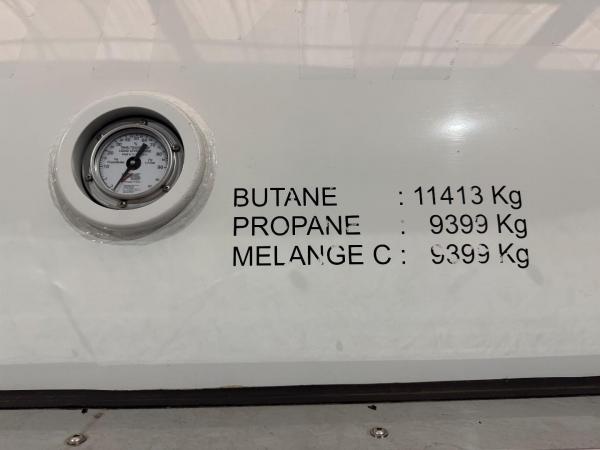 BUTANE : 11413 Kg
PROPANE : 9399 Kg
MELANGE C : 9399 Kg